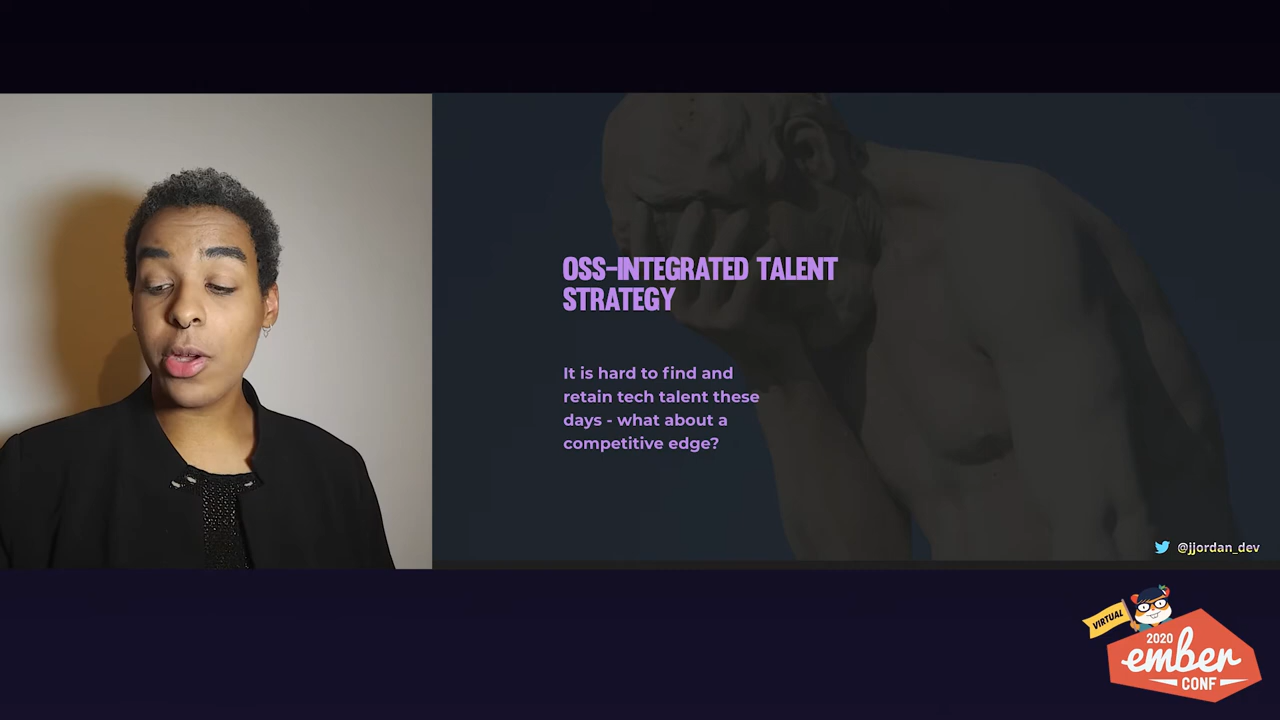 OSS-INTEGRATED TALENT
STRATEGY
It is hard to find and
retain tech talent these
days - what about a
competitive edge?
@jjordan_dev
VIRTUAL
2020
ember
CONF